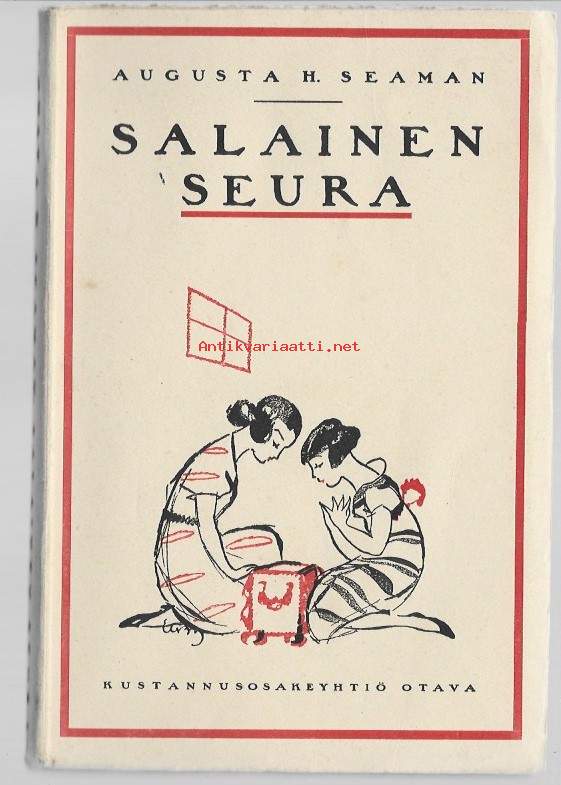 AUGUSTA H. SEAMAN
SALAINEN
SEURA
Antikvariaatti.net
KUSTANNUSOSAKEYHTIÖ OTAVA